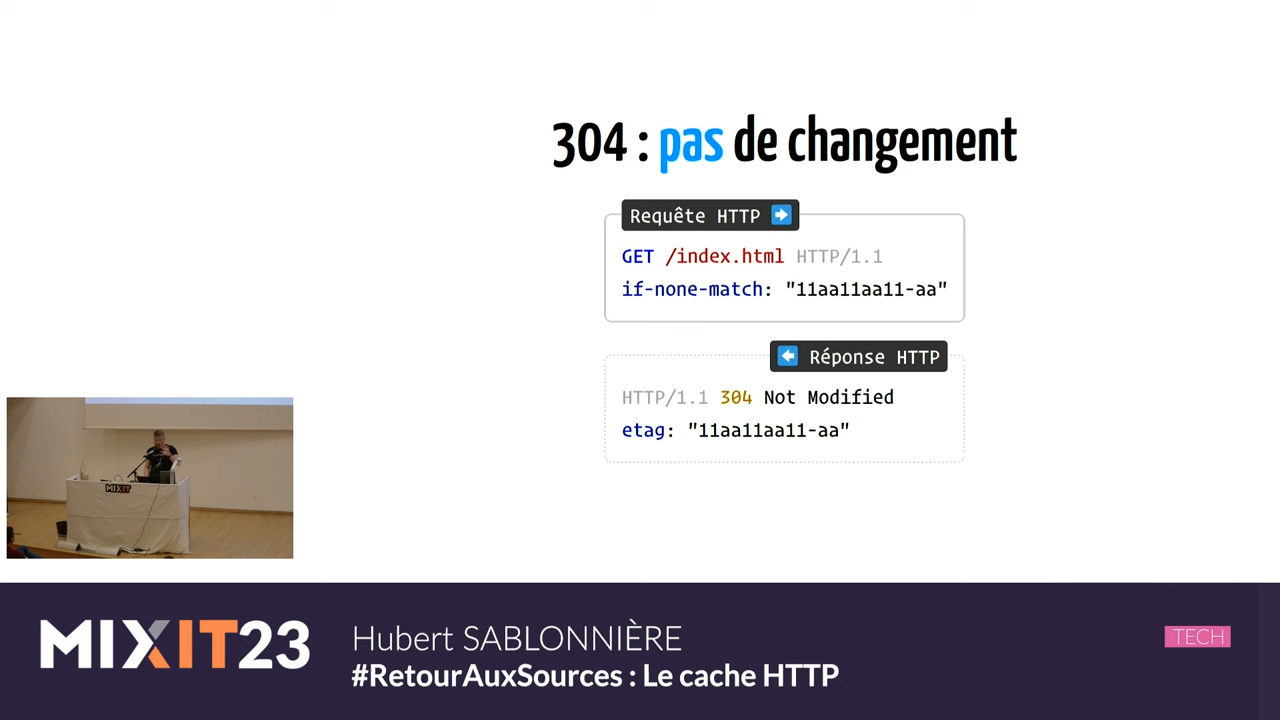 304 : pas de changement
Requête HTTP ➡
GET /index.html HTTP/1.1
if-none-match: "11aa11aa11-aa"
⬅ Réponse HTTP
HTTP/1.1 304 Not Modified
etag: "11aa11aa11-aa"
MIXIT
MIXIT23
Hubert SABLONNIÈRE
TECH
#RetourAuxSources : Le cache HTTP